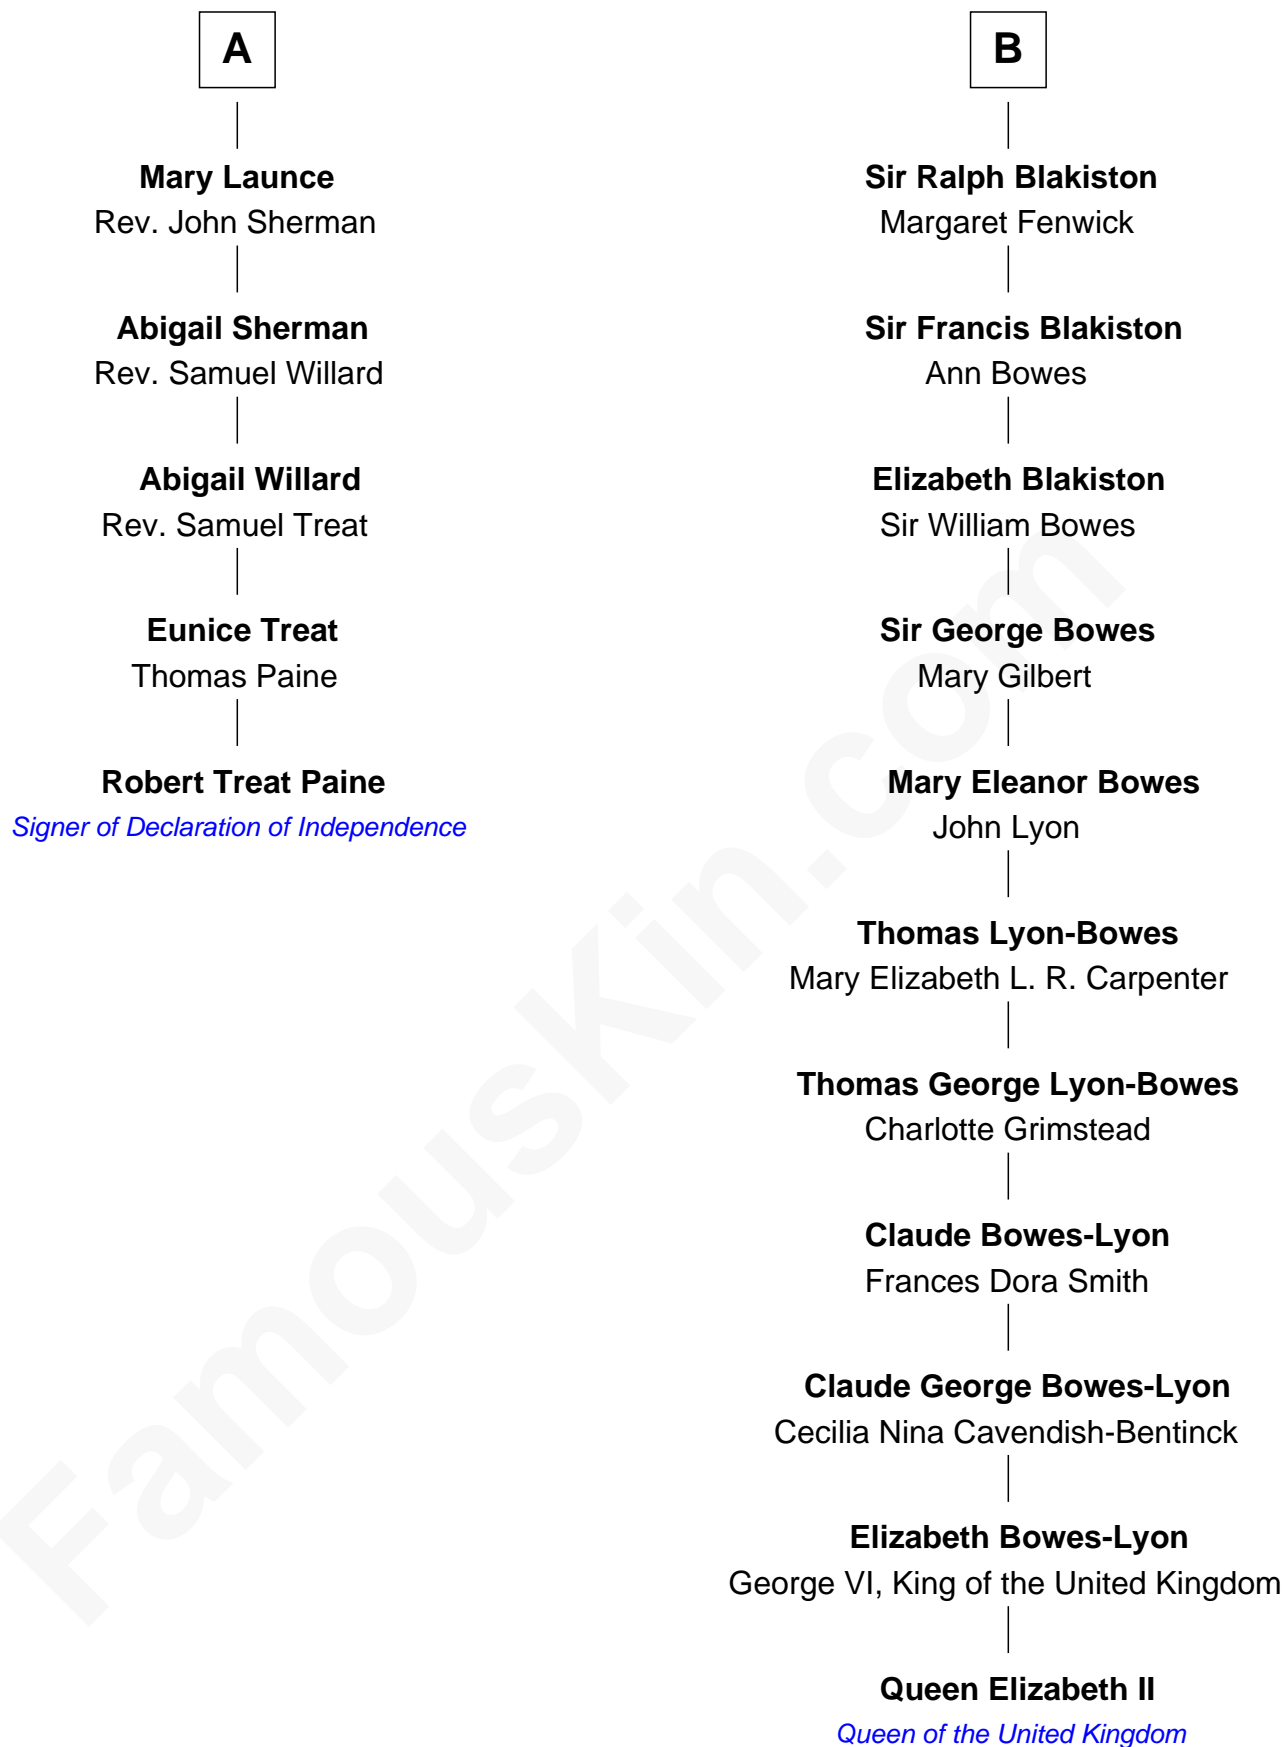 A
Mary Launce
Rev. John Sherman
Abigail Sherman
Rev. Samuel Willard
Abigail Willard
Rev. Samuel Treat
Eunice Treat
Thomas Paine
Robert Treat Paine
Signer of Declaration of Independence
B
Sir Ralph Blakiston
Margaret Fenwick
Sir Francis Blakiston
Ann Bowes
Elizabeth Blakiston
Sir William Bowes
Sir George Bowes
Mary Gilbert
Mary Eleanor Bowes
John Lyon
Thomas Lyon-Bowes
Mary Elizabeth L. R. Carpenter
Thomas George Lyon-Bowes
Charlotte Grimstead
Claude Bowes-Lyon
Frances Dora Smith
Claude George Bowes-Lyon
Cecilia Nina Cavendish-Bentinck
Elizabeth Bowes-Lyon
George VI, King of the United Kingdom
Queen Elizabeth II
Queen of the United Kingdom
FamousKin.com